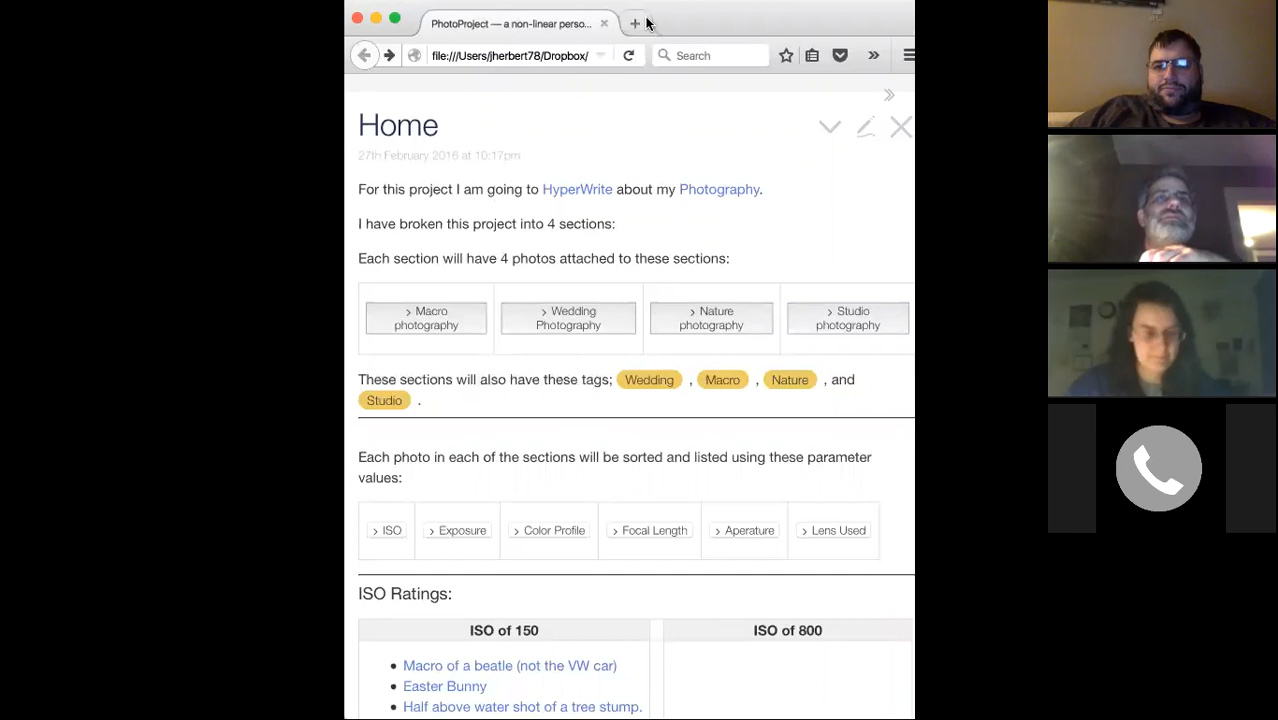 PhotoProject — a non-linear perso...
file:///Users/jherbert78/Dropbox/
Search
Home
27th February 2016 at 10:17pm
For this project I am going to HyperWrite about my Photography.
I have broken this project into 4 sections:
Each section will have 4 photos attached to these sections:
Macro photography
Wedding Photography
Nature photography
Studio photography
These sections will also have these tags; Wedding , Macro , Nature , and
Studio .
Each photo in each of the sections will be sorted and listed using these parameter
values:
ISO
Exposure
Color Profile
Focal Length
Aperature
Lens Used
ISO Ratings:
ISO of 150
ISO of 800
Macro of a beatle (not the VW car)
Easter Bunny
Half above water shot of a tree stump.